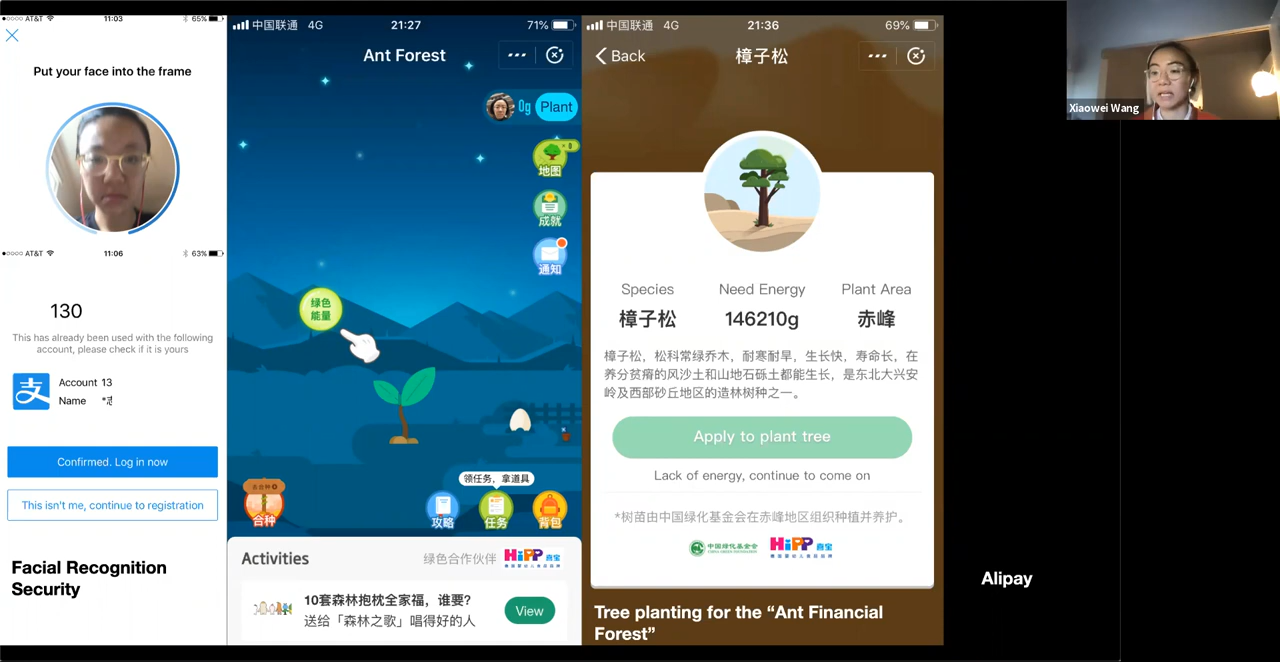 AT&T
11:03
65%
Put your face into the frame
AT&T
11:06
63%
130
This has already been used with the following
account, please check if it is yours
支
Account 13
Name
Confirmed. Log in now
This isn't me, continue to registration
Facial Recognition
Security
中国联通 4G
21:27
71%
Ant Forest
0g
Plant
地图
成就
通知
绿色
能量
合种
领任务，拿道具
攻略
任务
背包
Activities
绿色合作伙伴
HiPP 喜宝
10套森林抱枕全家福，谁要？
送给「森林之歌」唱得好的人
View
中国联通 4G
21:36
69%
Back
樟子松
Species
Need Energy
Plant Area
樟子松
146210g
赤峰
樟子松，松科常绿乔木，耐寒耐旱，生长快，寿命长，在
养分贫瘠的风沙土和山地石砾土都能生长，是东北大兴安
岭及西部砂丘地区的造林树种之一。
Apply to plant tree
Lack of energy, continue to come on
*树苗由中国绿化基金会在赤峰地区组织种植并养护。
中国绿化基金会
CHINA GREEN FOUNDATION
HiPP 喜宝
Tree planting for the “Ant Financial
Forest”
Alipay
Xiaowei Wang